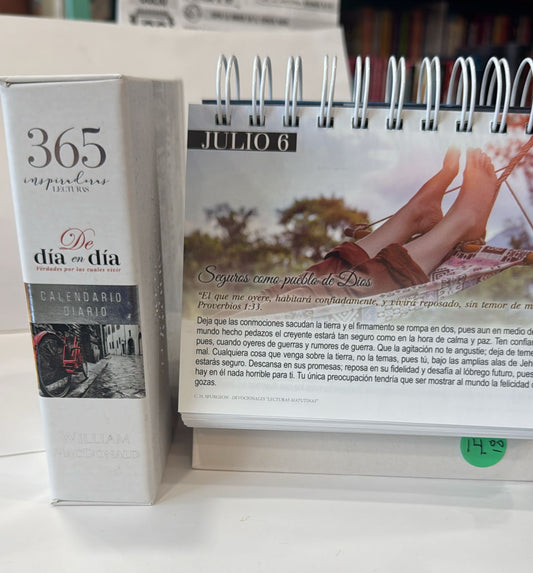 365
inspiradoras
LECTURAS
De
día en día
Verdades por las cuales vivir
CALENDARIO
DIARIO
WILLIAM
MACDONALD
JULIO 6
Seguros como pueblo de Dios
"El que me oyere, habitará confiadamente, y vivirá reposado, sin temor de m
Proverbios 1:33.
Deja que las conmociones sacudan la tierra y el firmamento se rompa en dos, pues aun en medio de
mundo hecho pedazos el creyente estará tan seguro como en la hora de calma y paz. Ten confian
pues, cuando oyeres de guerras y rumores de guerra. Que la agitación no te angustie; deja de teme
mal. Cualquiera cosa que venga sobre la tierra, no la temas, pues tú, bajo las amplias alas de Jeh
estarás seguro. Descansa en sus promesas; reposa en su fidelidad y desafía al lóbrego futuro, pues
hay en él nada horrible para ti. Tu única preocupación tendría que ser mostrar al mundo la felicidad
gozas.
C. H. SPURGEON - DEVOCIONALES "LECTURAS MATUTINAS"